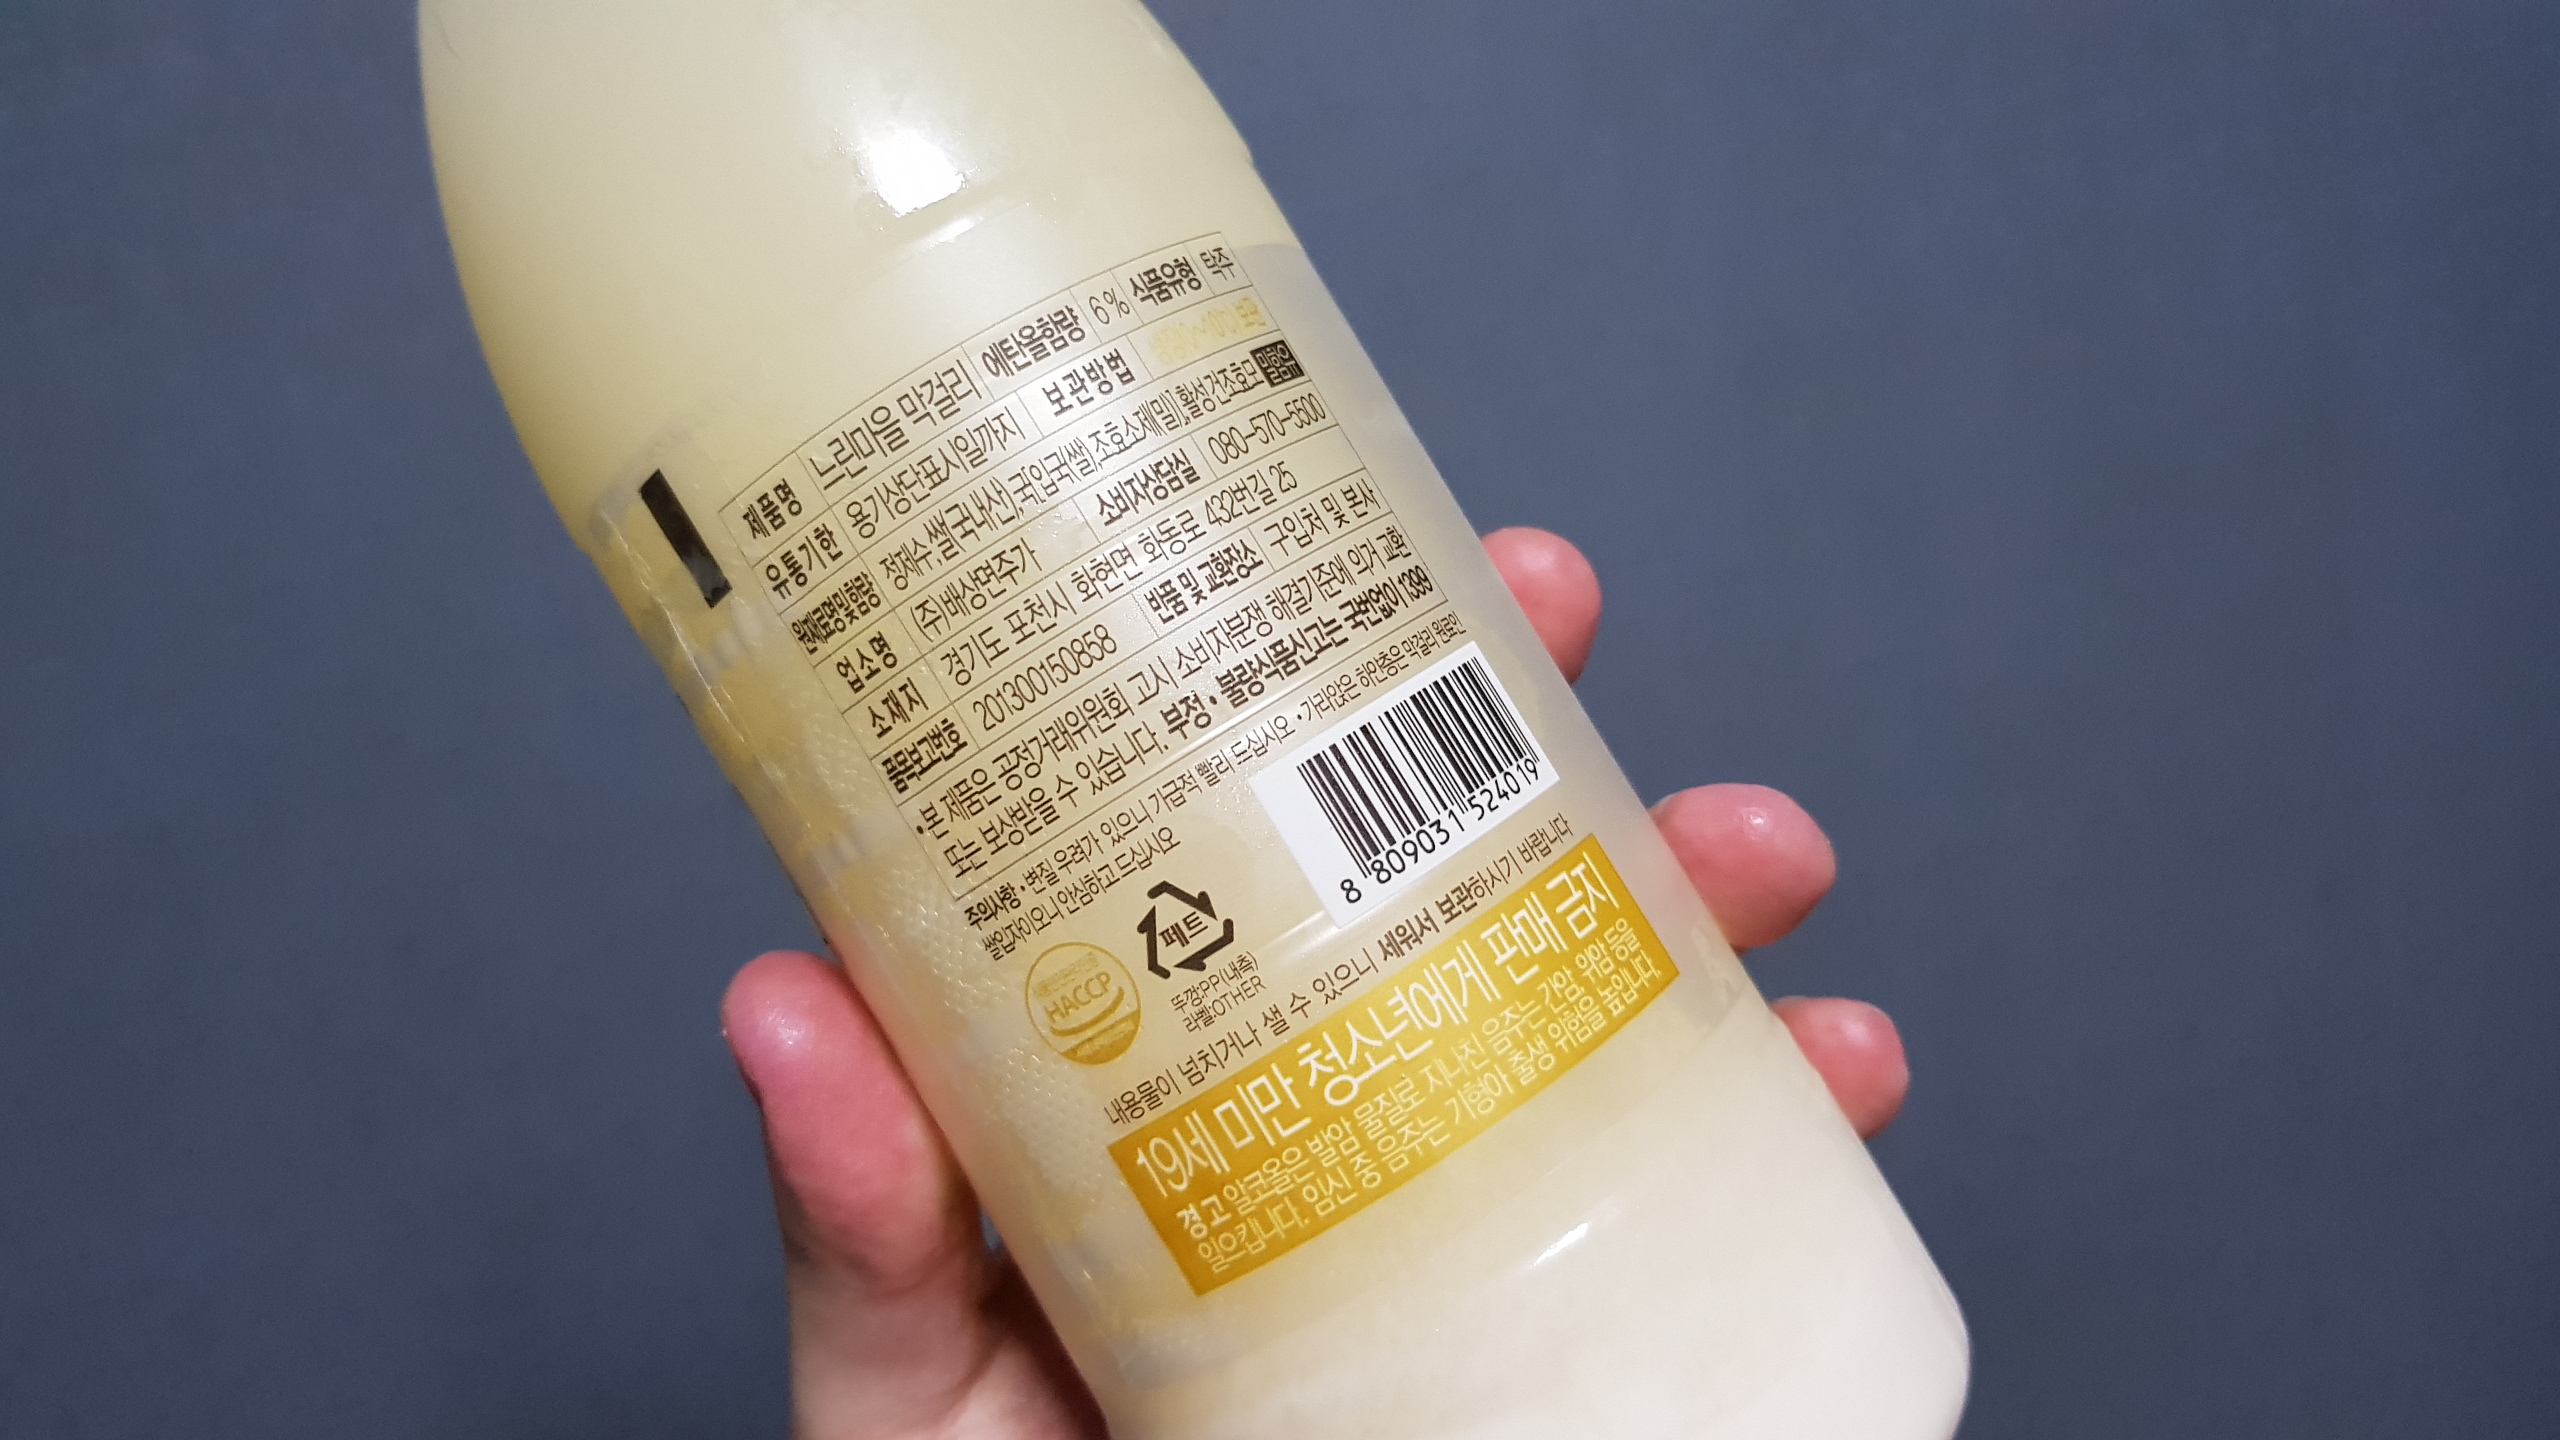 제품명 느린마을 막걸리 에탄올함량 6% 식품유형 탁주
유통기한 용기상단표시일까지 보관방법 냉장(0~10℃) 보관
원재료명및함량 정제수,쌀(국내산),국[입국(쌀),조효소제(밀)],활성건조효모 밀함유
업소명 (주)배상면주가 소비자상담실 080-570-5500
소재지 경기도 포천시 화현면 화동로 432번길 25
품목보고번호 201300150858 반품 및 교환장소 구입처 및 본사
•본 제품은 공정거래위원회 고시 소비자분쟁 해결기준에 의거 교환
또는 보상받을 수 있습니다. 부정•불량식품신고는 국번없이 1399
주의사항 •변질 우려가 있으니 가급적 빨리 드십시오 •가라앉은 하얀층은 막걸리 원료인
쌀입자이오니 안심하고 드십시오
8 809031 524019
페트
뚜껑:PP(내측)
라벨:OTHER
HACCP
내용물이 넘치거나 샐 수 있으니 세워서 보관하시기 바랍니다
19세 미만 청소년에게 판매 금지
경고 알코올은 발암 물질로 지나친 음주는 간암, 위암 등을
일으킵니다. 임신 중 음주는 기형아 출생 위험을 높입니다.